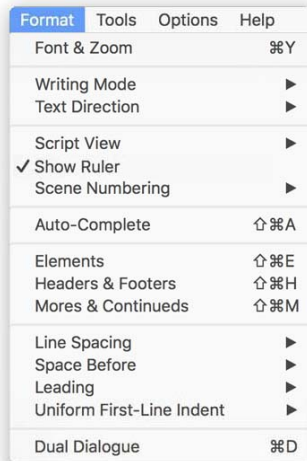 Format Tools Options Help
Font & Zoom ⌘Y
Writing Mode ▶
Text Direction ▶
Script View ▶
✓ Show Ruler
Scene Numbering ▶
Auto-Complete ⇧⌘A
Elements ⇧⌘E
Headers & Footers ⇧⌘H
Mores & Continueds ⇧⌘M
Line Spacing ▶
Space Before ▶
Leading ▶
Uniform First-Line Indent ▶
Dual Dialogue ⌘D